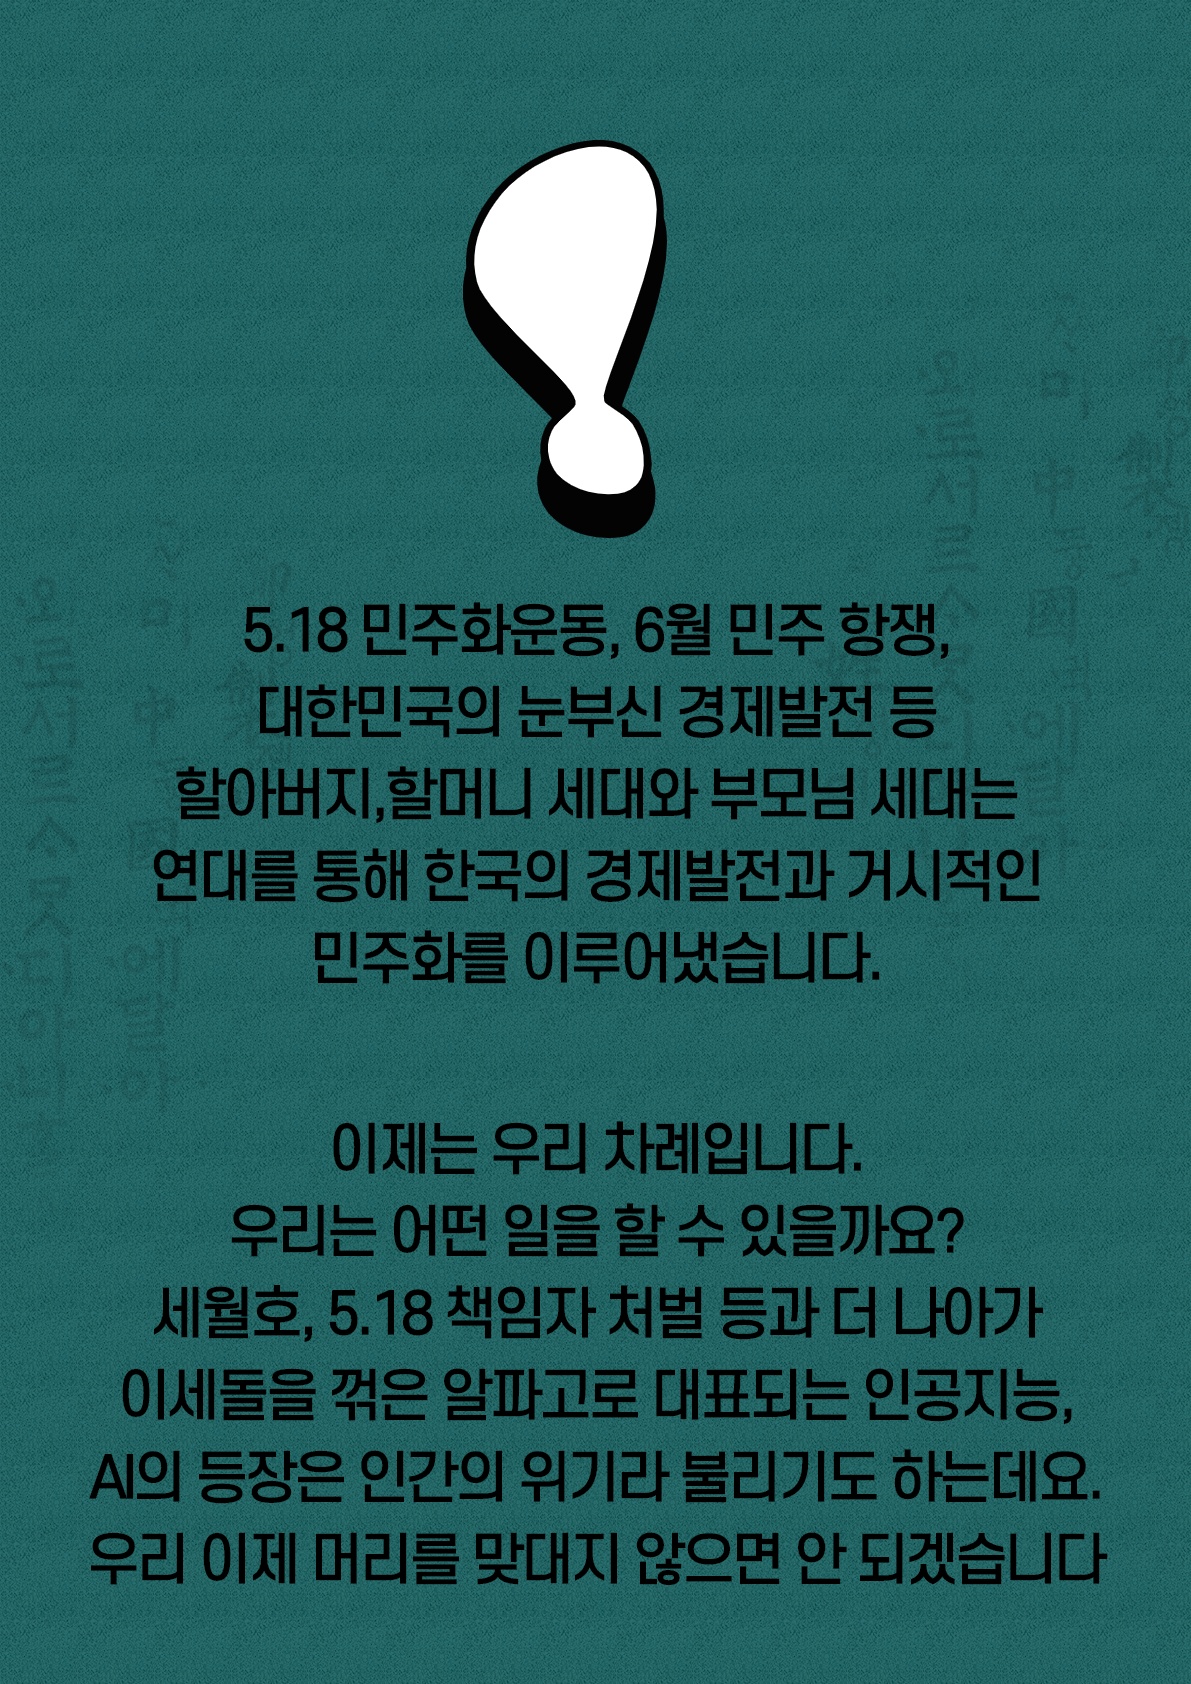 5.18 민주화운동, 6월 민주 항쟁,
대한민국의 눈부신 경제발전 등
할아버지,할머니 세대와 부모님 세대는
연대를 통해 한국의 경제발전과 거시적인
민주화를 이루어냈습니다.
이제는 우리 차례입니다.
우리는 어떤 일을 할 수 있을까요?
세월호, 5.18 책임자 처벌 등과 더 나아가
이세돌을 꺾은 알파고로 대표되는 인공지능,
AI의 등장은 인간의 위기라 불리기도 하는데요.
우리 이제 머리를 맞대지 않으면 안 되겠습니다